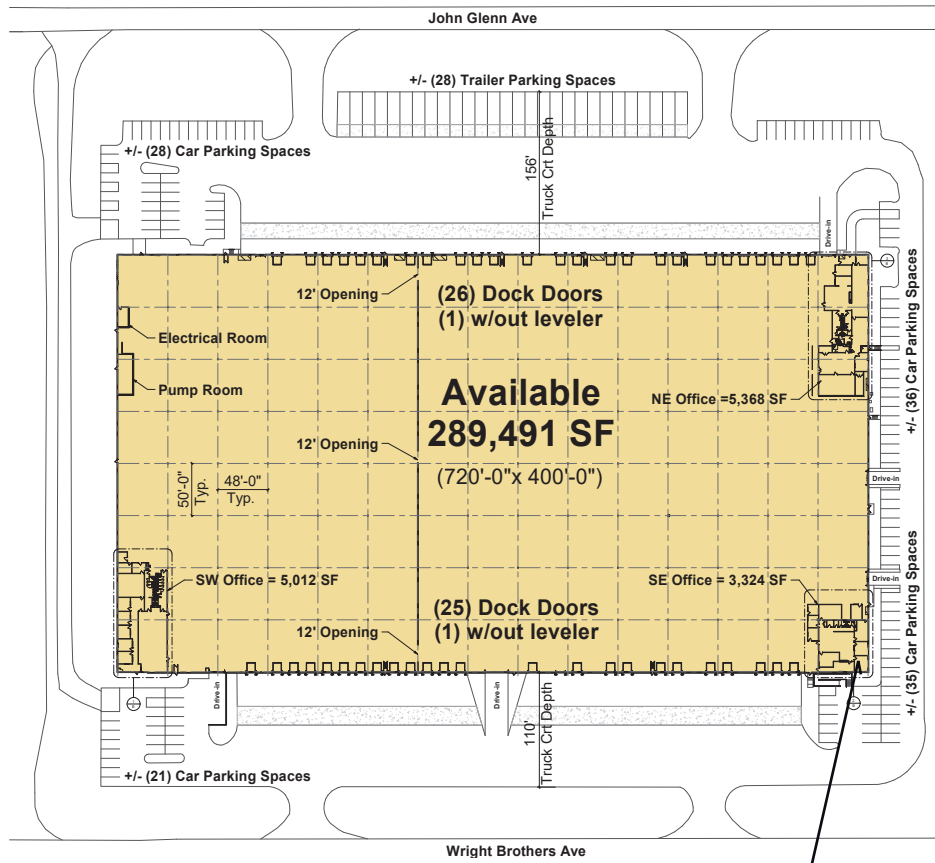 John Glenn Ave
+/- (28) Trailer Parking Spaces
+/- (28) Car Parking Spaces
156'
Truck Crt Depth
Drive-in
12' Opening
(26) Dock Doors
(1) w/out leveler
Electrical Room
Pump Room
Available
289,491 SF
(720'-0"x 400'-0")
NE Office =5,368 SF
+/- (36) Car Parking Spaces
12' Opening
50'-0"
Typ.
48'-0"
Typ.
Drive-in
SW Office = 5,012 SF
SE Office = 3,324 SF
Drive-in
(25) Dock Doors
(1) w/out leveler
12' Opening
+/- (35) Car Parking Spaces
Drive-in
Drive-in
110'
Truck Crt Depth
+/- (21) Car Parking Spaces
Wright Brothers Ave